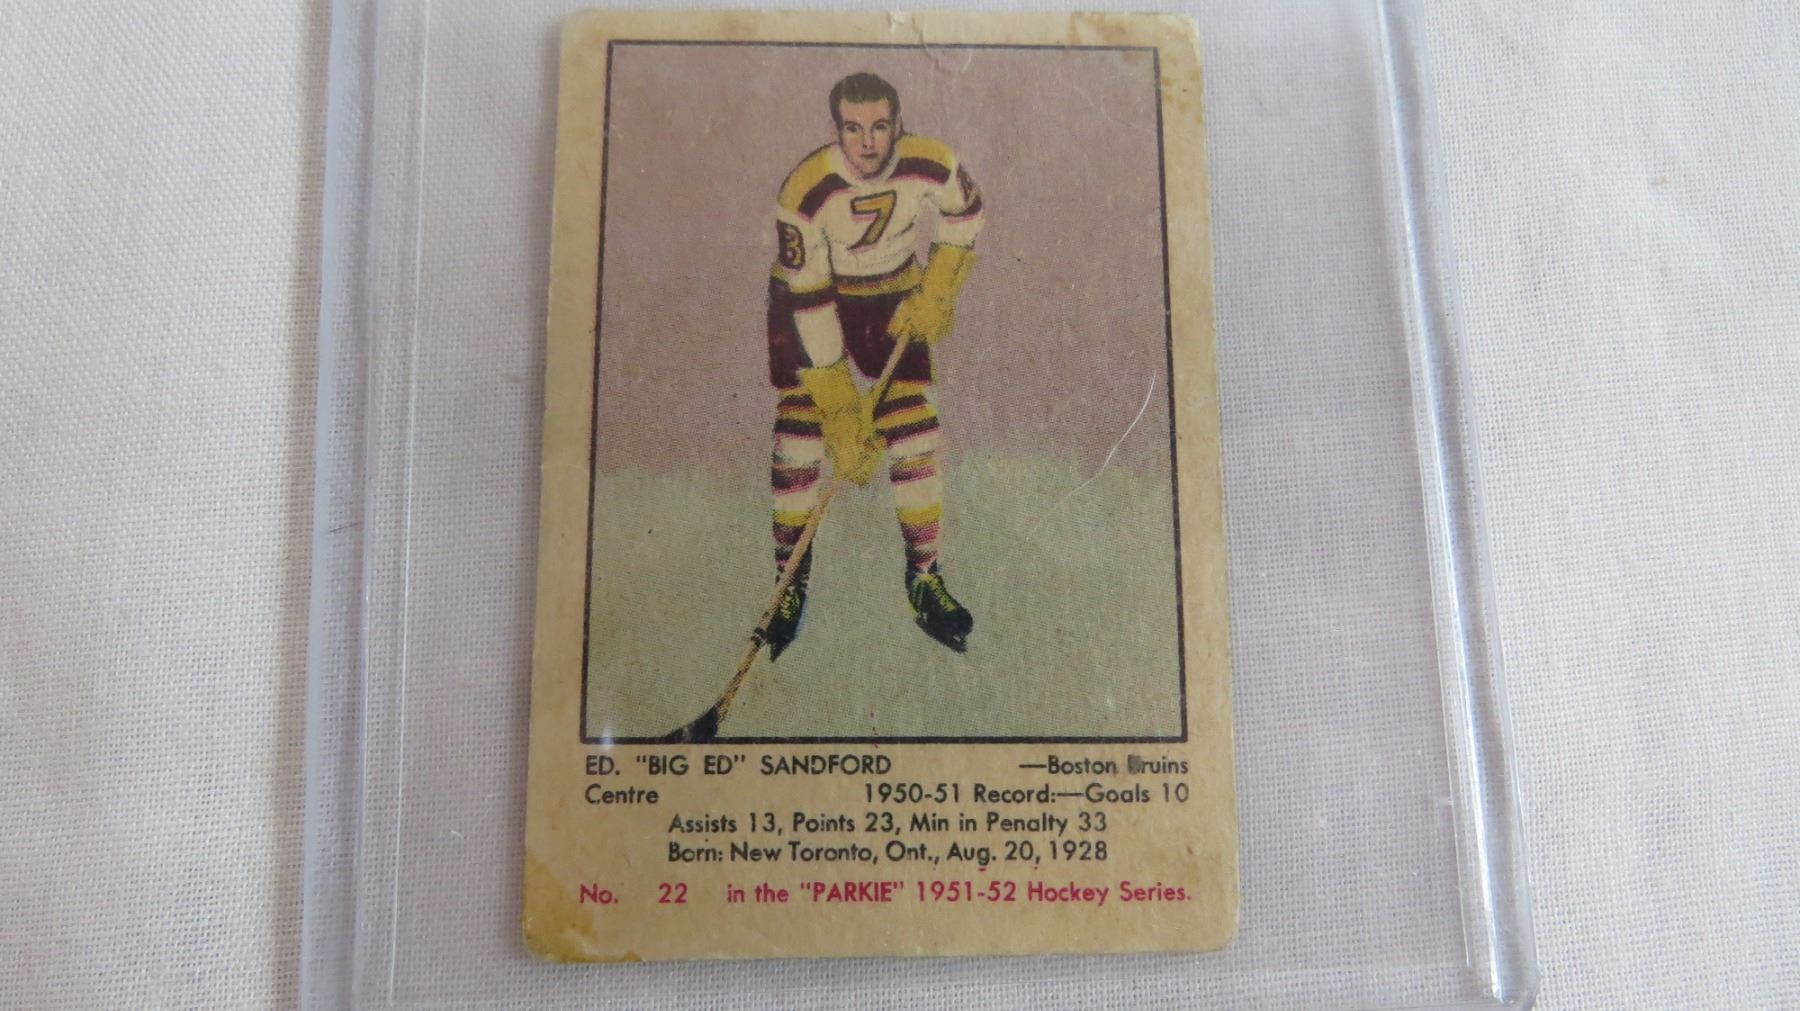 7
B
ED. "BIG ED" SANDFORD —Boston Bruins
Centre 1950-51 Record:—Goals 10
Assists 13, Points 23, Min in Penalty 33
Born: New Toronto, Ont., Aug. 20, 1928
No. 22 in the "PARKIE" 1951-52 Hockey Series.